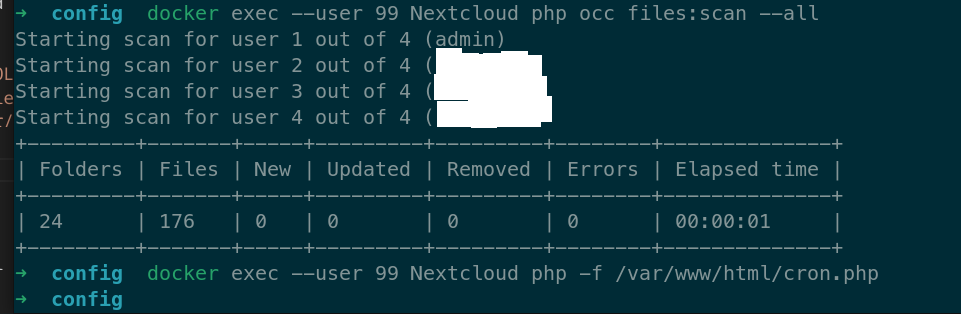 ➜  config  docker exec --user 99 Nextcloud php occ files:scan --all
Starting scan for user 1 out of 4 (admin)
Starting scan for user 2 out of 4 (
Starting scan for user 3 out of 4 (
Starting scan for user 4 out of 4 (
+---------+-------+-----+---------+---------+--------+--------------+
| Folders | Files | New | Updated | Removed | Errors | Elapsed time |
+---------+-------+-----+---------+---------+--------+--------------+
| 24      | 176   | 0   | 0       | 0       | 0      | 00:00:01     |
+---------+-------+-----+---------+---------+--------+--------------+
➜  config  docker exec --user 99 Nextcloud php -f /var/www/html/cron.php
➜  config